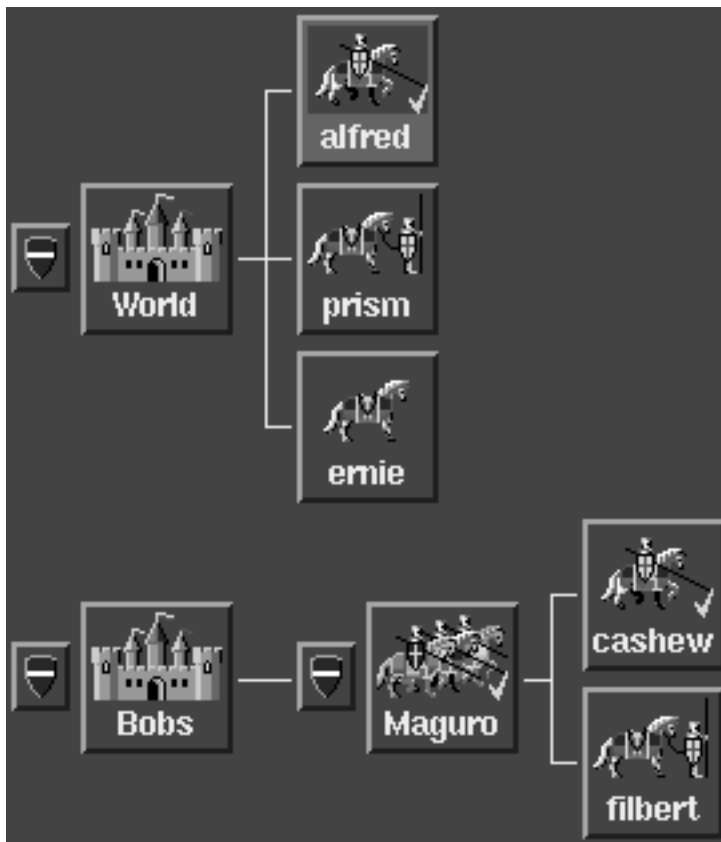 alfred
World
prism
ernie
cashew
Bobs
Maguro
filbert